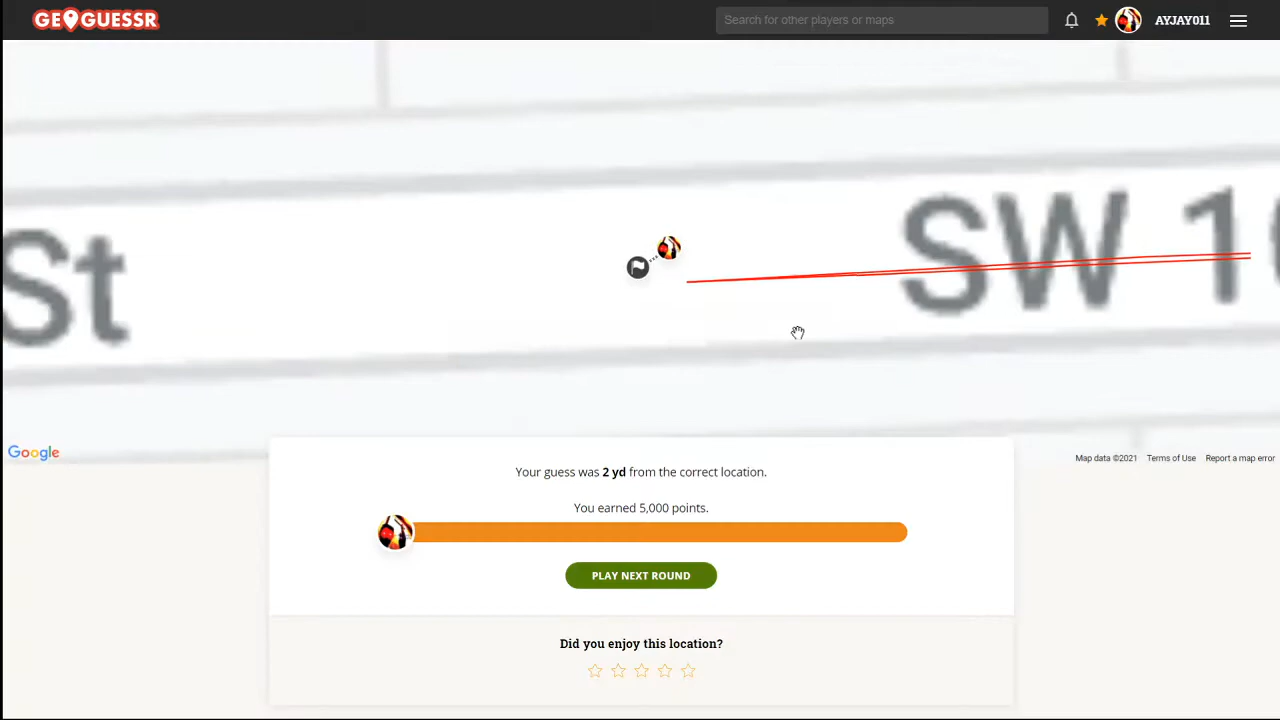 GEOGUESSR
Search for other players or maps
AYJAY011
St
SW 1
Google
Map data ©2021 Terms of Use Report a map error
Your guess was 2 yd from the correct location.
You earned 5,000 points.
PLAY NEXT ROUND
Did you enjoy this location?